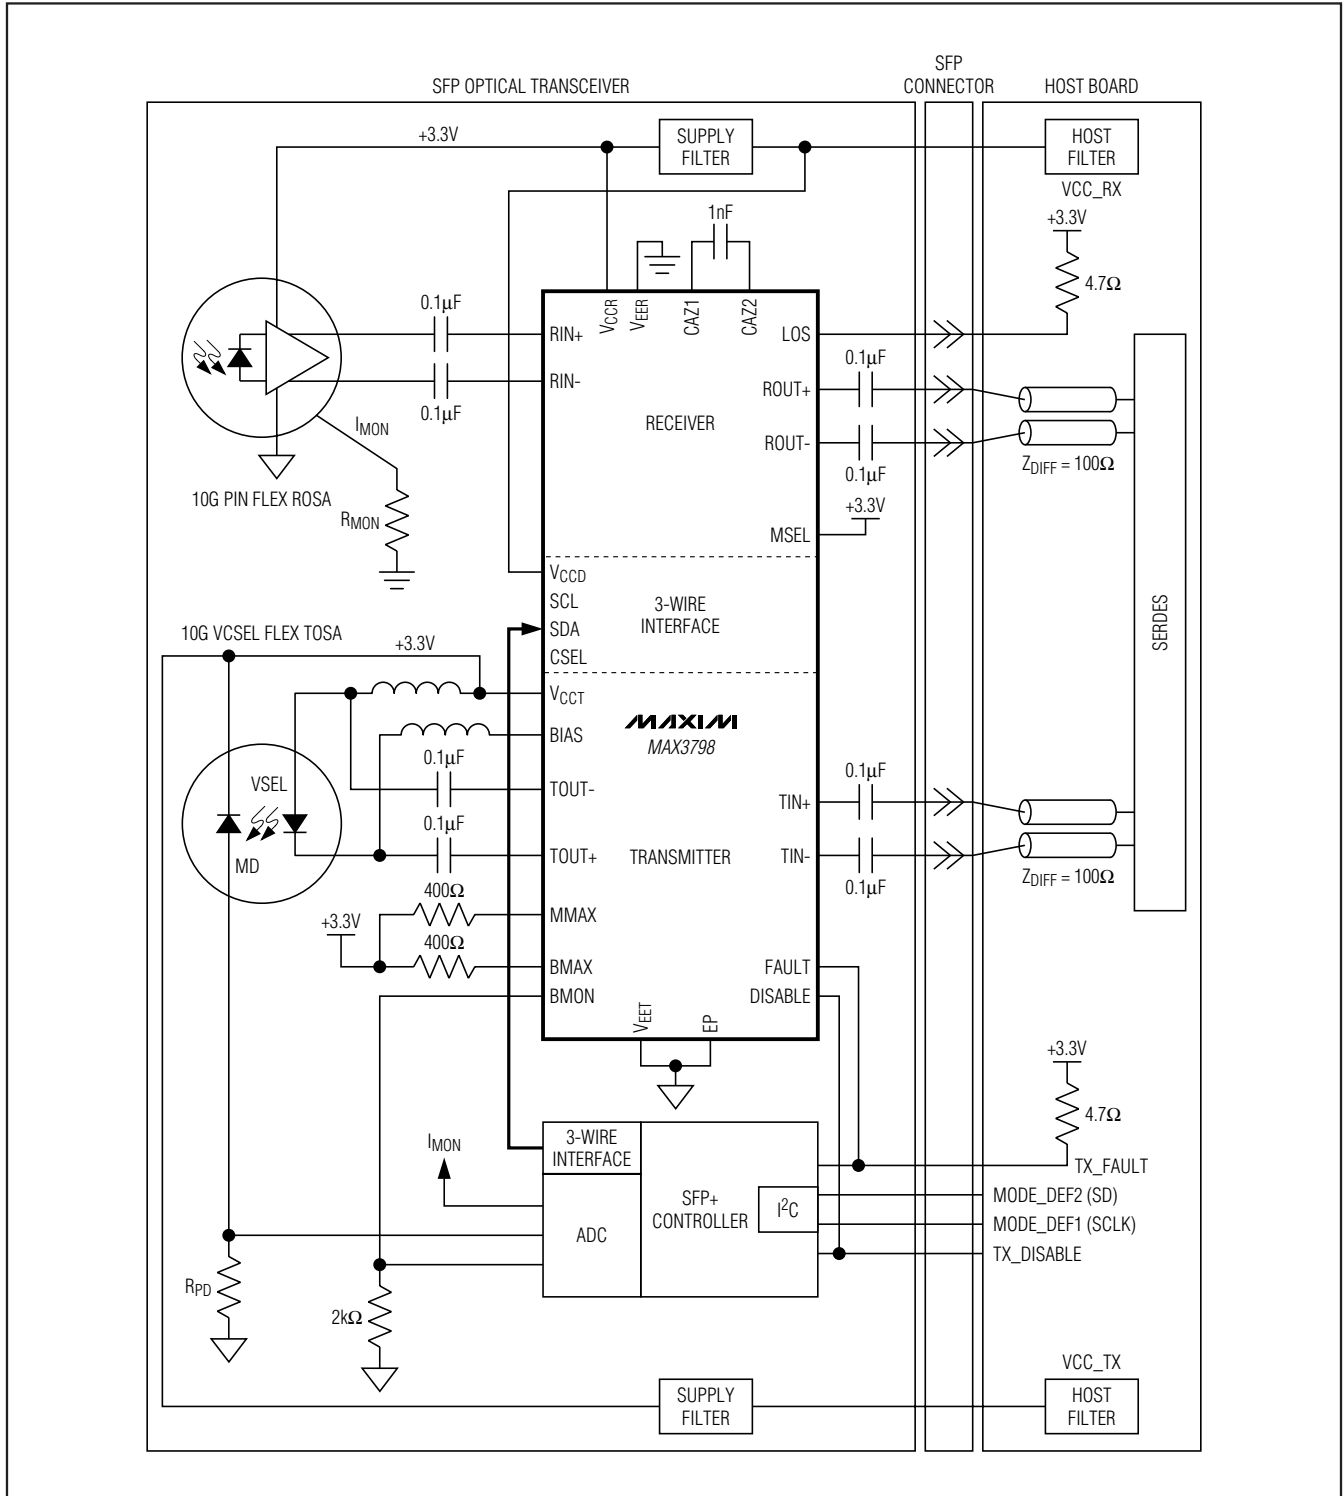 SFP OPTICAL TRANSCEIVER
SFP
CONNECTOR
HOST BOARD
+3.3V
SUPPLY
FILTER
HOST
FILTER
VCC_RX
1nF
+3.3V
4.7Ω
0.1µF
0.1µF
RIN+
RIN-
VCCR
VEER
CAZ1
CAZ2
LOS
0.1µF
ROUT+
RECEIVER
ROUT-
0.1µF
ZDIFF = 100Ω
IMON
10G PIN FLEX ROSA
RMON
+3.3V
MSEL
VCCD
SCL
SDA
CSEL
3-WIRE
INTERFACE
SERDES
10G VCSEL FLEX TOSA
+3.3V
VCCT
MAXIM
MAX3798
BIAS
0.1µF
TOUT-
VSEL
MD
0.1µF
TOUT+
TRANSMITTER
0.1µF
TIN+
TIN-
0.1µF
ZDIFF = 100Ω
400Ω
MMAX
+3.3V
400Ω
BMAX
BMON
FAULT
DISABLE
VEET
EP
+3.3V
4.7Ω
IMON
3-WIRE
INTERFACE
ADC
SFP+
CONTROLLER
I2C
TX_FAULT
MODE_DEF2 (SD)
MODE_DEF1 (SCLK)
TX_DISABLE
RPD
2kΩ
VCC_TX
SUPPLY
FILTER
HOST
FILTER